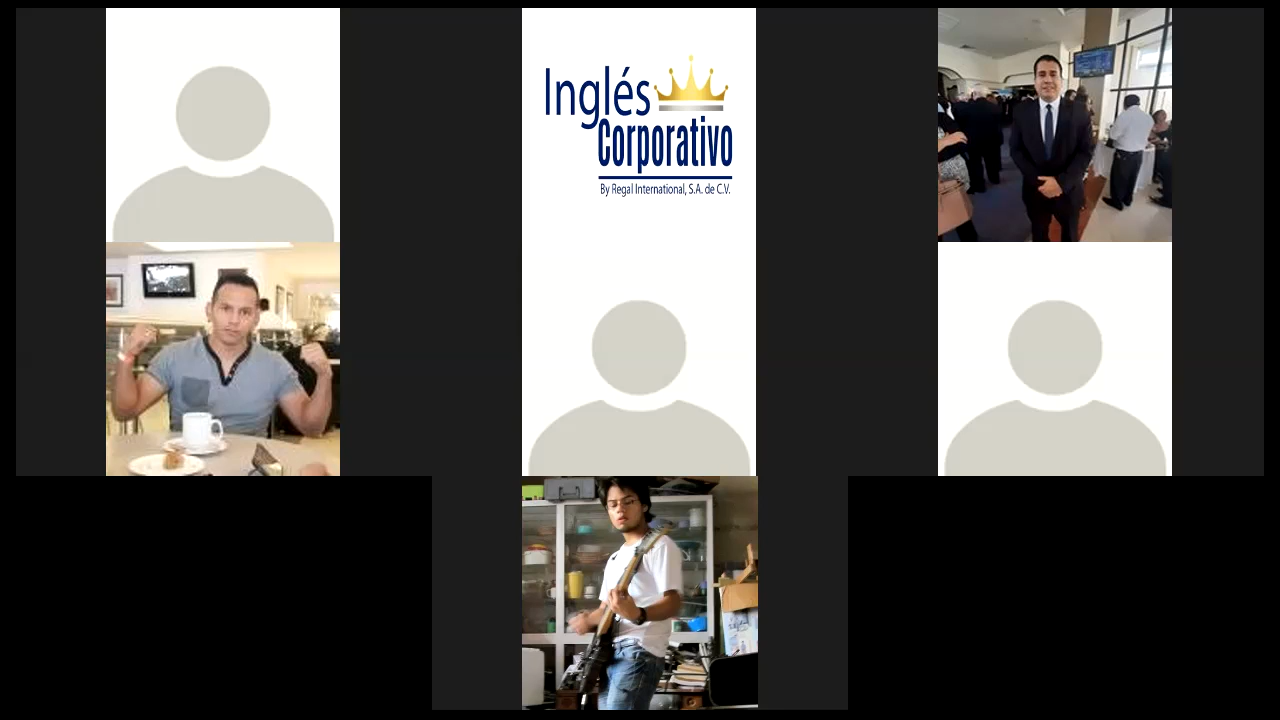 Inglés
Corporativo
By Regal International, S.A. de C.V.